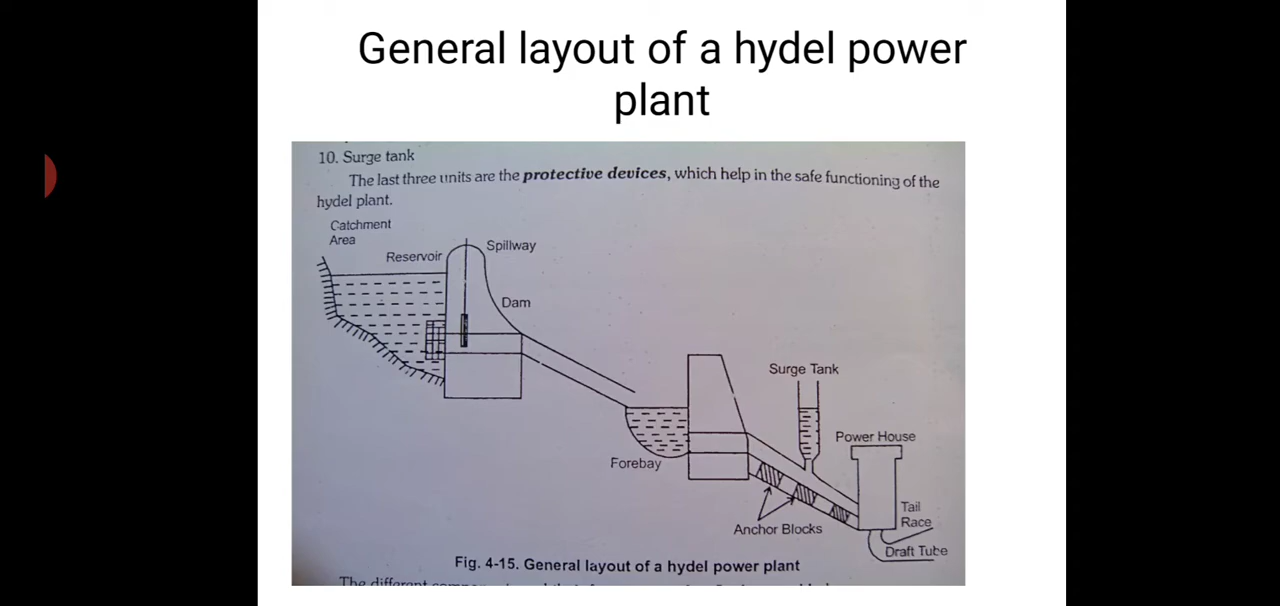 General layout of a hydel power
plant
10. Surge tank
The last three units are the protective devices, which help in the safe functioning of the
hydel plant.
Catchment
Area
Reservoir
Spillway
Dam
Surge Tank
Power House
Forebay
Tail
Race
Anchor Blocks
Draft Tube
Fig. 4-15. General layout of a hydel power plant
The different